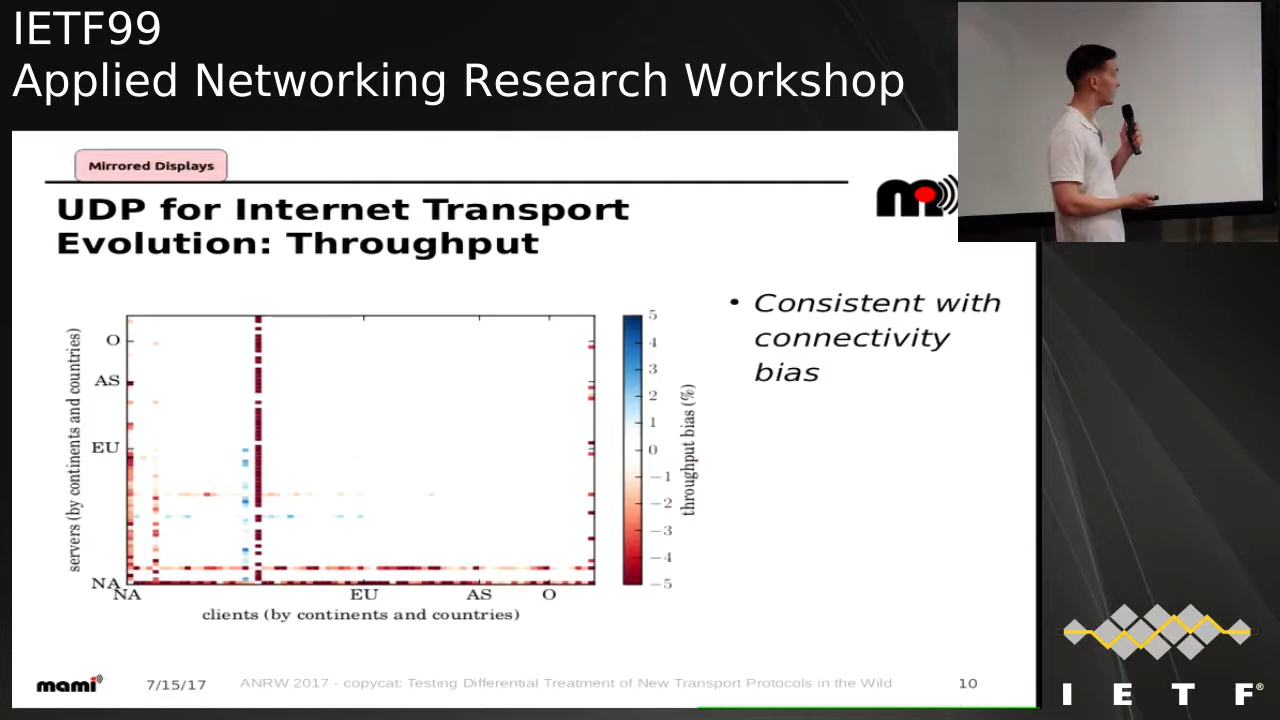 IETF99
Applied Networking Research Workshop
Mirrored Displays
UDP for Internet Transport
Evolution: Throughput
• Consistent with
connectivity
bias
servers (by continents and countries)
O
AS
EU
NA
NA
EU
AS
O
clients (by continents and countries)
5
4
3
2
1
0
−1
−2
−3
−4
−5
throughput bias (%)
mami
7/15/17
ANRW 2017 - copycat: Testing Differential Treatment of New Transport Protocols in the Wild
10
I E T F®